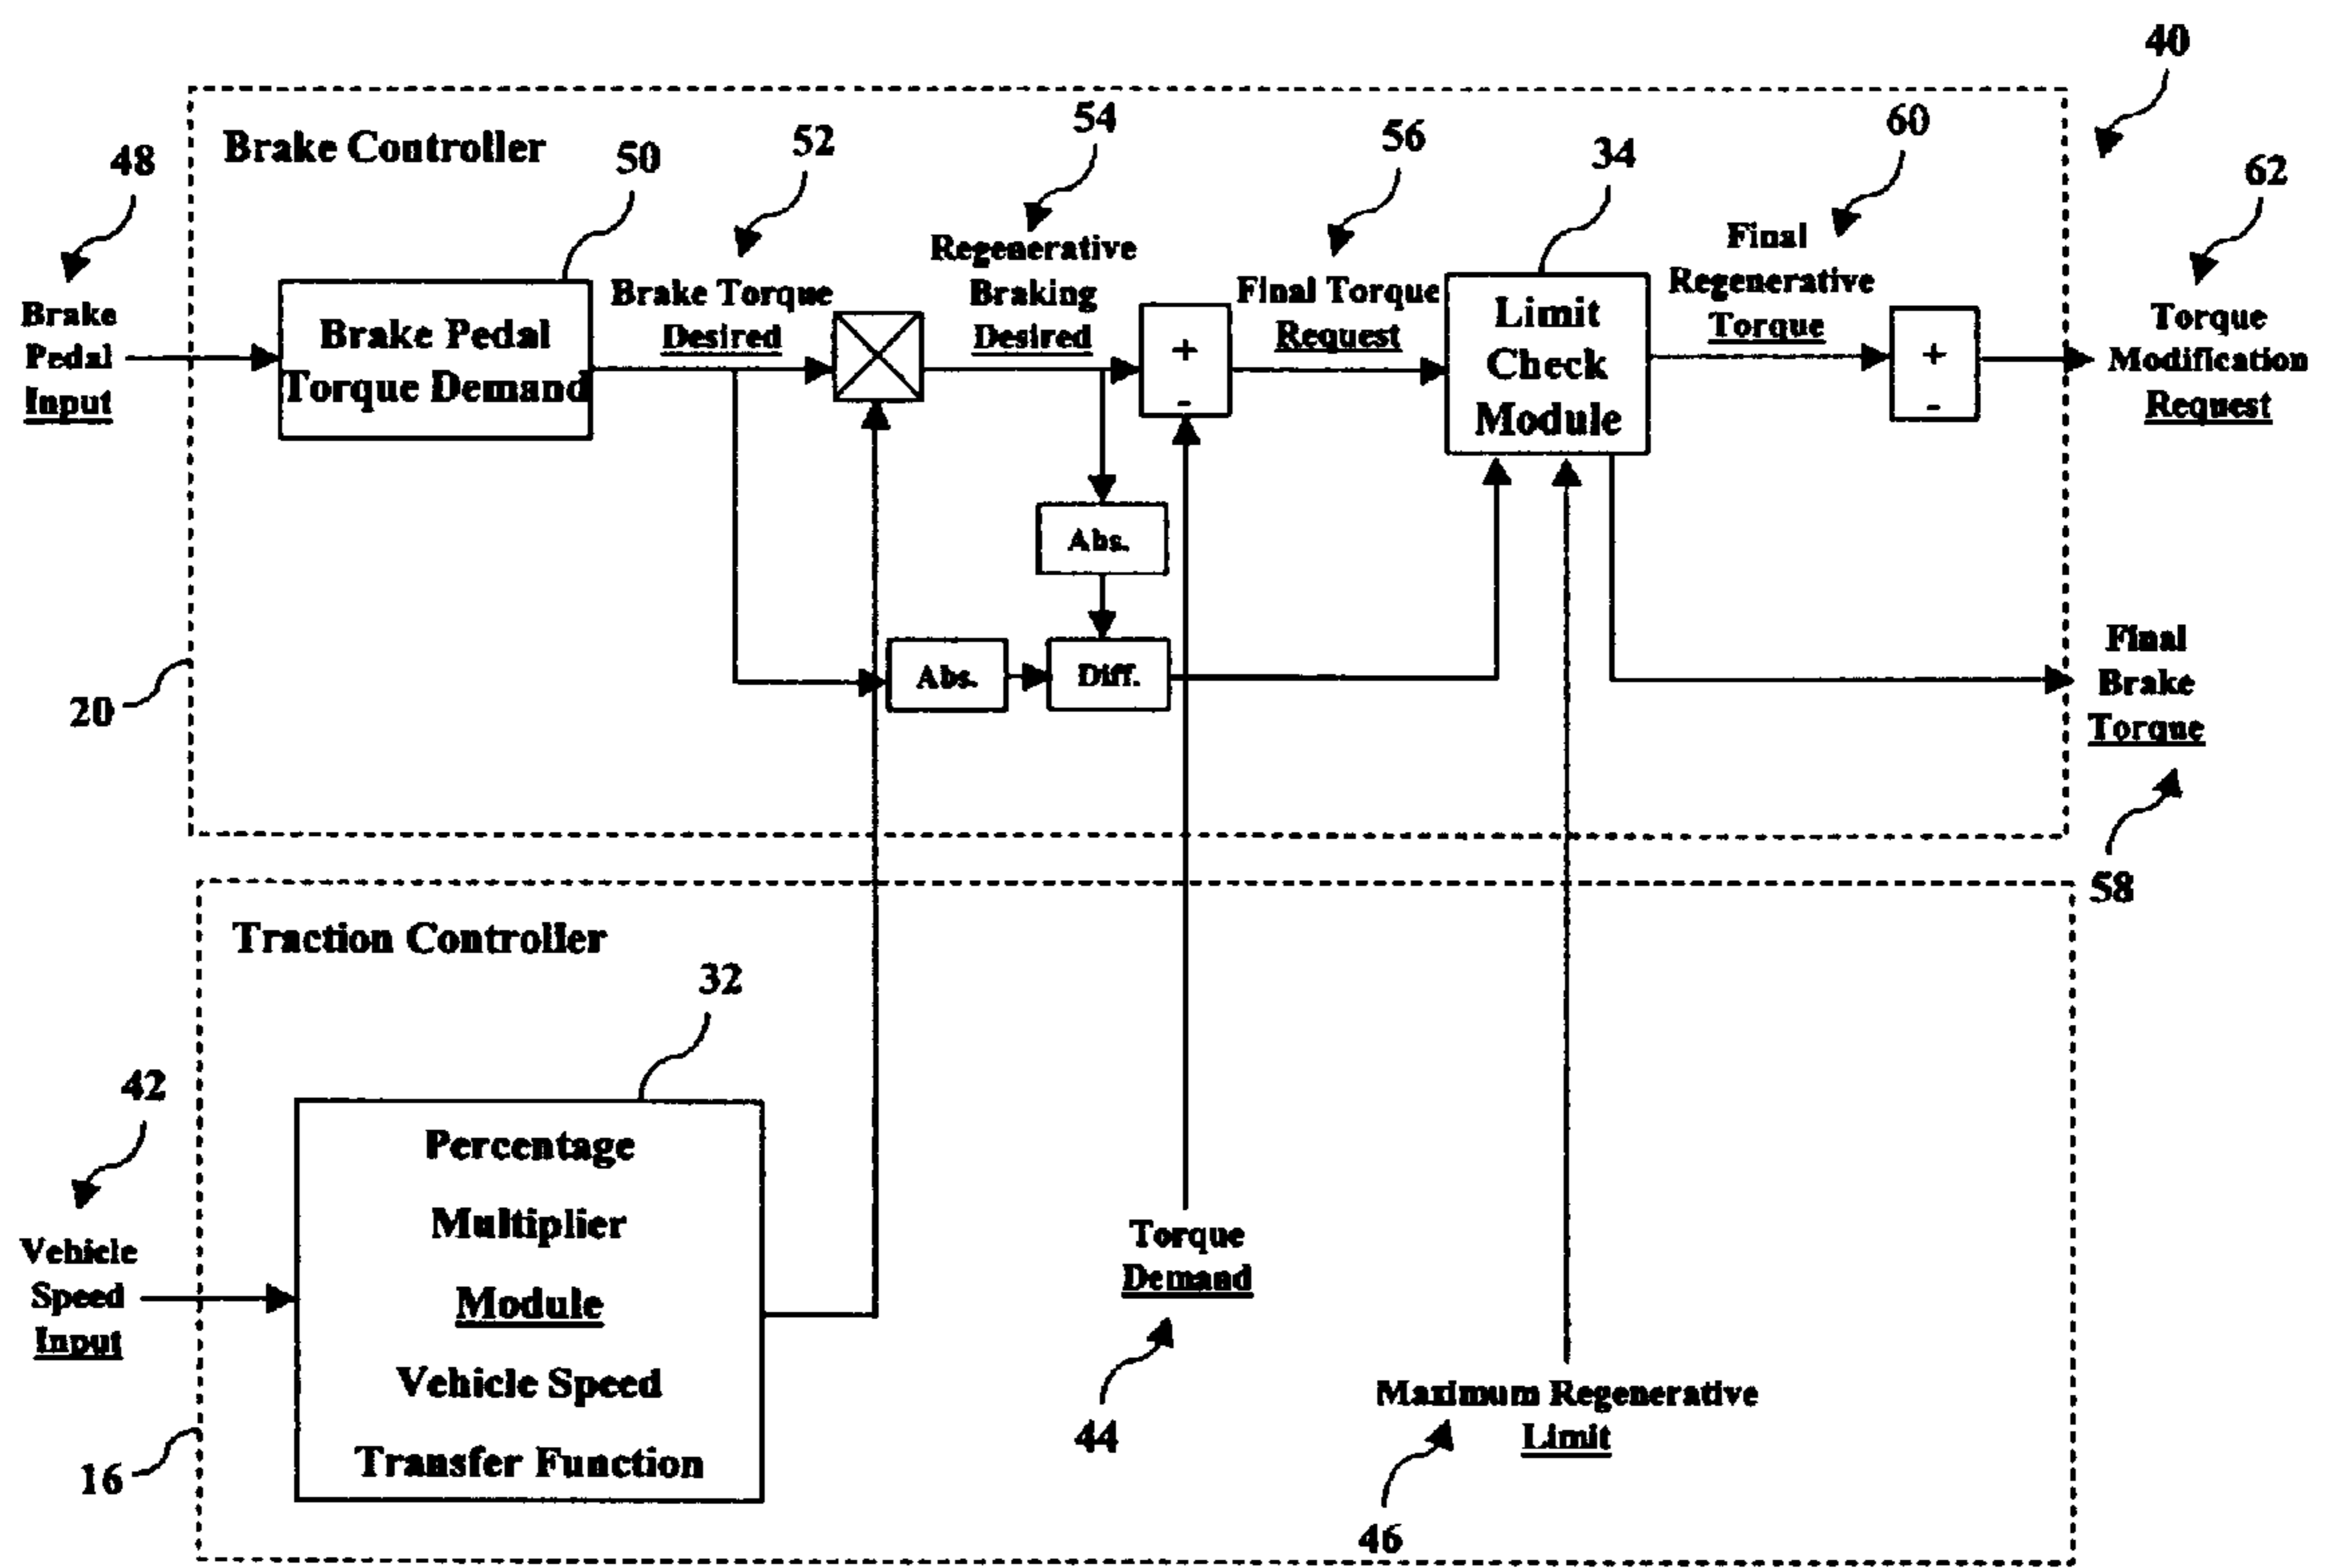 40
Brake Controller
48
50
52
54
56
34
60
62
Brake
Pedal
Input
Brake Pedal
Torque Demand
Brake Torque
Desired
Regenerative
Braking
Desired
+
-
Final Torque
Request
Limit
Check
Module
Final
Regenerative
Torque
+
-
Torque
Modification
Request
Abs.
Abs.
Diff.
Final
Brake
Torque
58
20
Traction Controller
32
42
Vehicle
Speed
Input
Percentage
Multiplier
Module
Vehicle Speed
Transfer Function
Torque
Demand
44
Maximum Regenerative
Limit
46
16